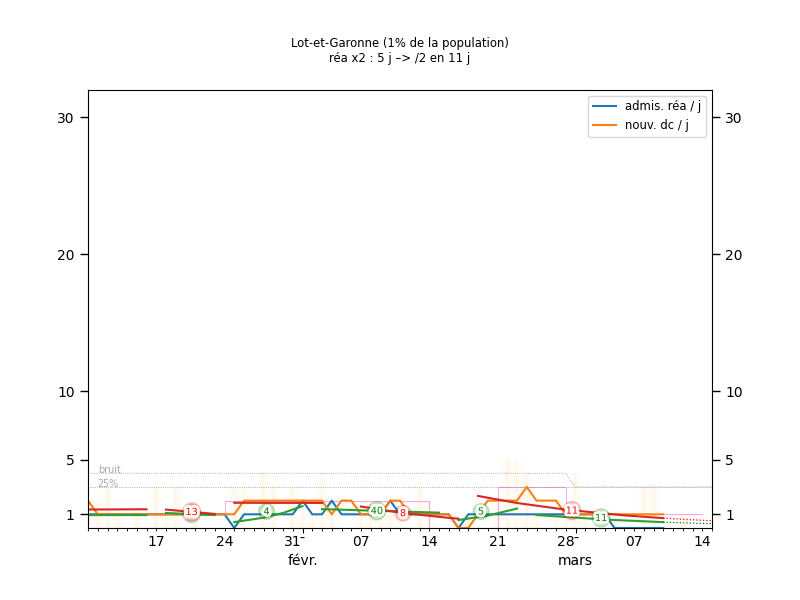 Lot-et-Garonne (1% de la population)
réa x2 : 5 j –> /2 en 11 j
admis. réa / j
nouv. dc / j
30 30
20 20
10 10
5 5
bruit
25%
1 1
13 4 40 8 5 11 11
17 24 31 07 14 21 28 07 14
févr. mars